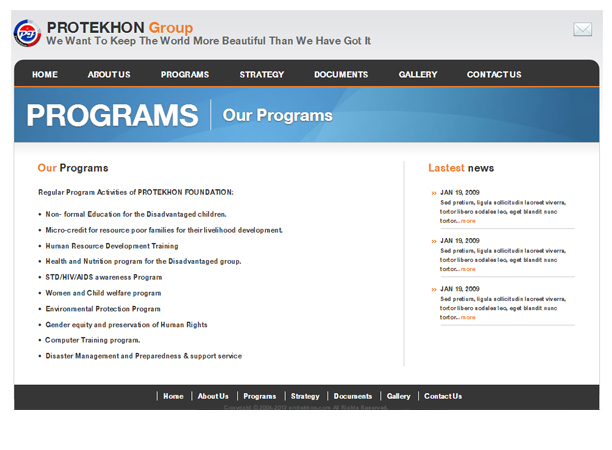 PROTEKHON Group
We Want To Keep The World More Beautiful Than We Have Got It
HOME ABOUT US PROGRAMS STRATEGY DOCUMENTS GALLERY CONTACT US
PROGRAMS Our Programs
Our Programs
Regular Program Activities of PROTEKHON FOUNDATION:
• Non- formal Education for the Disadvantaged children.
• Micro-credit for resource poor families for their livelihood development.
• Human Resource Development Training
• Health and Nutrition program for the Disadvantaged group.
• STD/HIV/AIDS awareness Program
• Women and Child welfare program
• Environmental Protection Program
• Gender equity and preservation of Human Rights
• Computer Training program.
• Disaster Management and Preparedness & support service
Lastest news
JAN 19, 2009
Sed pretium, ligula sollicitudin laoreet viverra,
tortor libero sodales leo, eget blandit nunc
tortor...more
JAN 19, 2009
Sed pretium, ligula sollicitudin laoreet viverra,
tortor libero sodales leo, eget blandit nunc
tortor...more
JAN 19, 2009
Sed pretium, ligula sollicitudin laoreet viverra,
tortor libero sodales leo, eget blandit nunc
tortor...more
Home | About Us | Programs | Strategy | Documents | Gallery | Contact Us
All Rights Reserved.